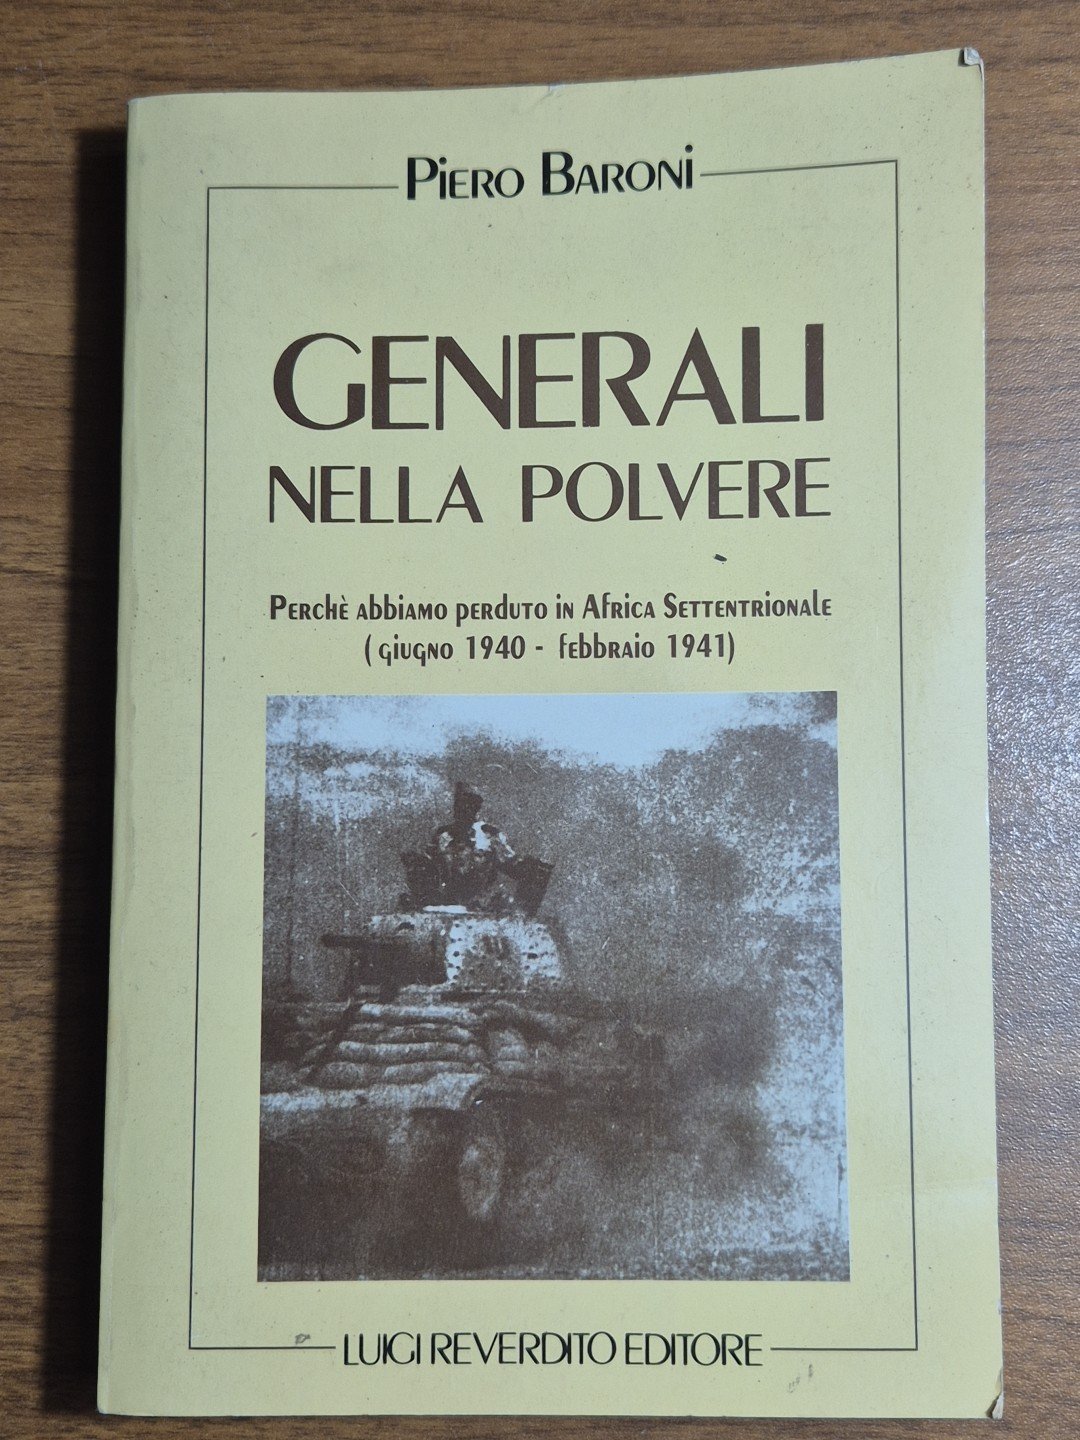 Piero Baroni
GENERALI
NELLA POLVERE
Perchè abbiamo perduto in Africa Settentrionale
(giugno 1940 - febbraio 1941)
LUIGI REVERDITO EDITORE